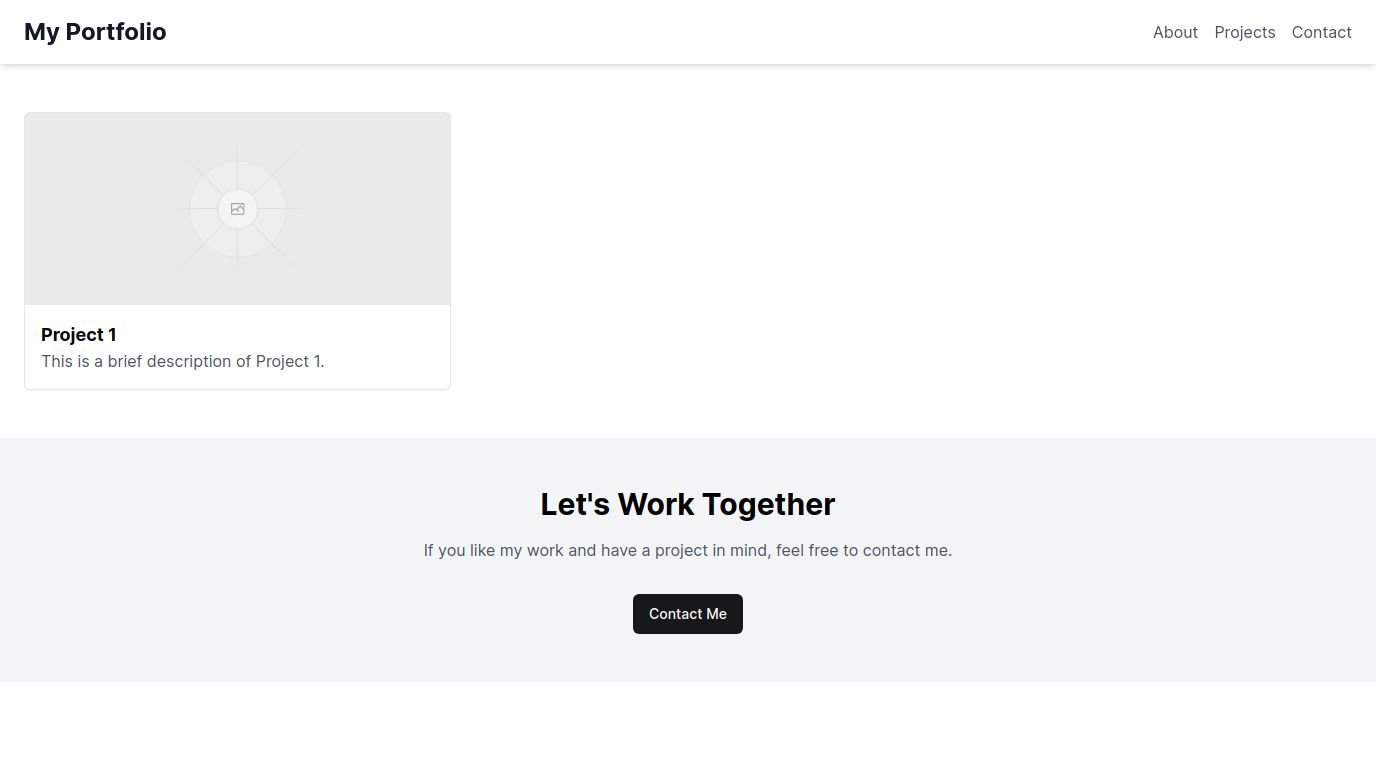 My Portfolio
About Projects Contact
Project 1
This is a brief description of Project 1.
Let's Work Together
If you like my work and have a project in mind, feel free to contact me.
Contact Me